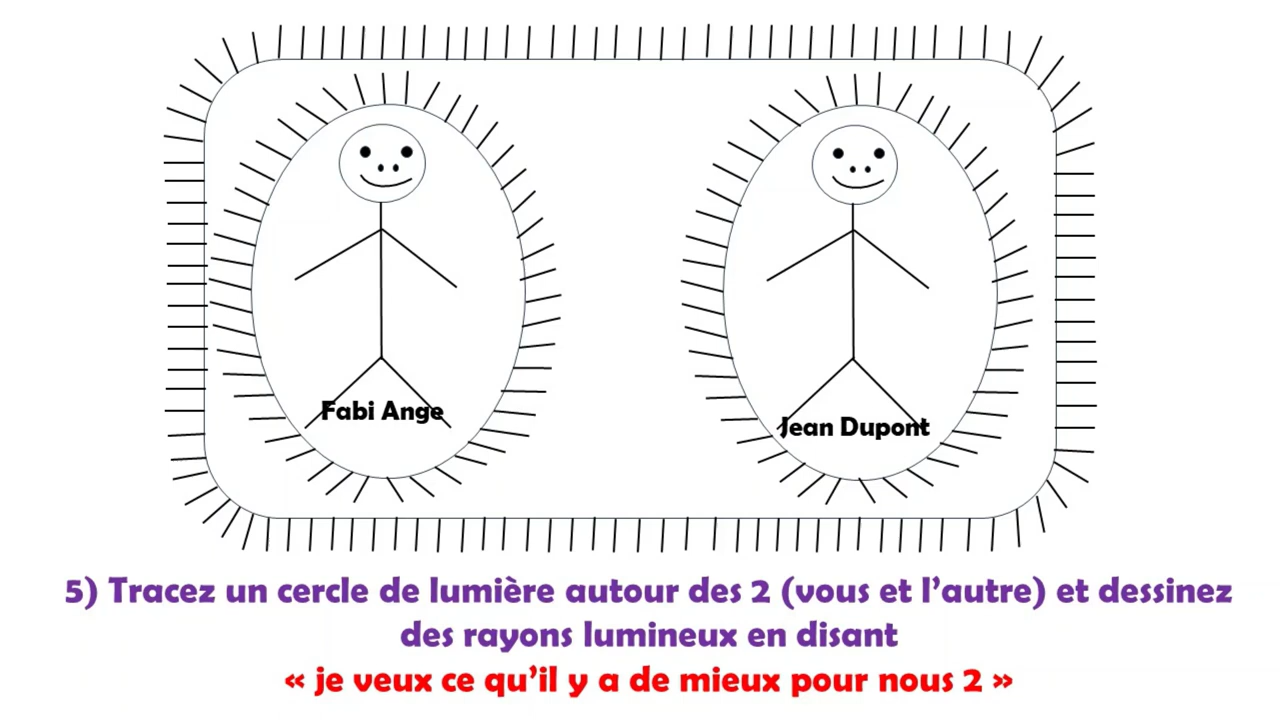 Fabi Ange
Jean Dupont
5) Tracez un cercle de lumière autour des 2 (vous et l’autre) et dessinez
des rayons lumineux en disant
« je veux ce qu’il y a de mieux pour nous 2 »